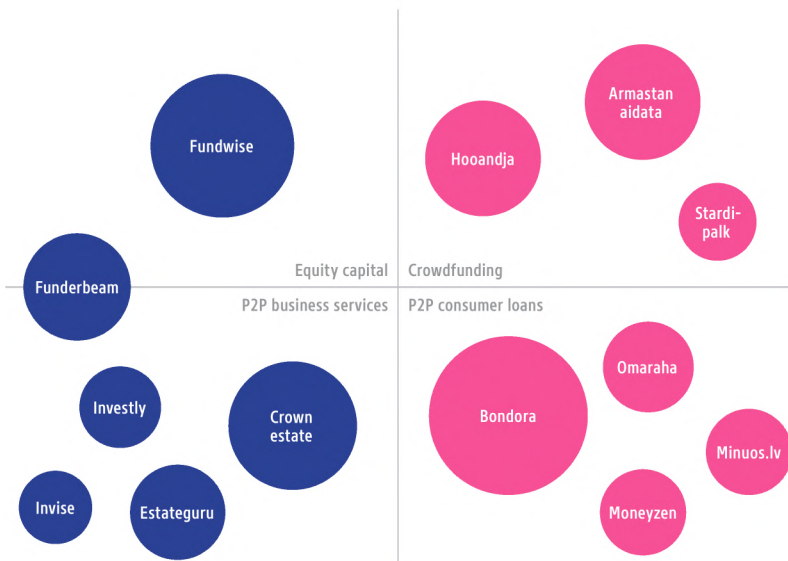 Fundwise
Armastan
aidata
Hooandja
Stardi-
palk
Equity capital
Crowdfunding
Funderbeam
P2P business services
P2P consumer loans
Investly
Crown
estate
Bondora
Omaraha
Minuos.lv
Invise
Estateguru
Moneyzen